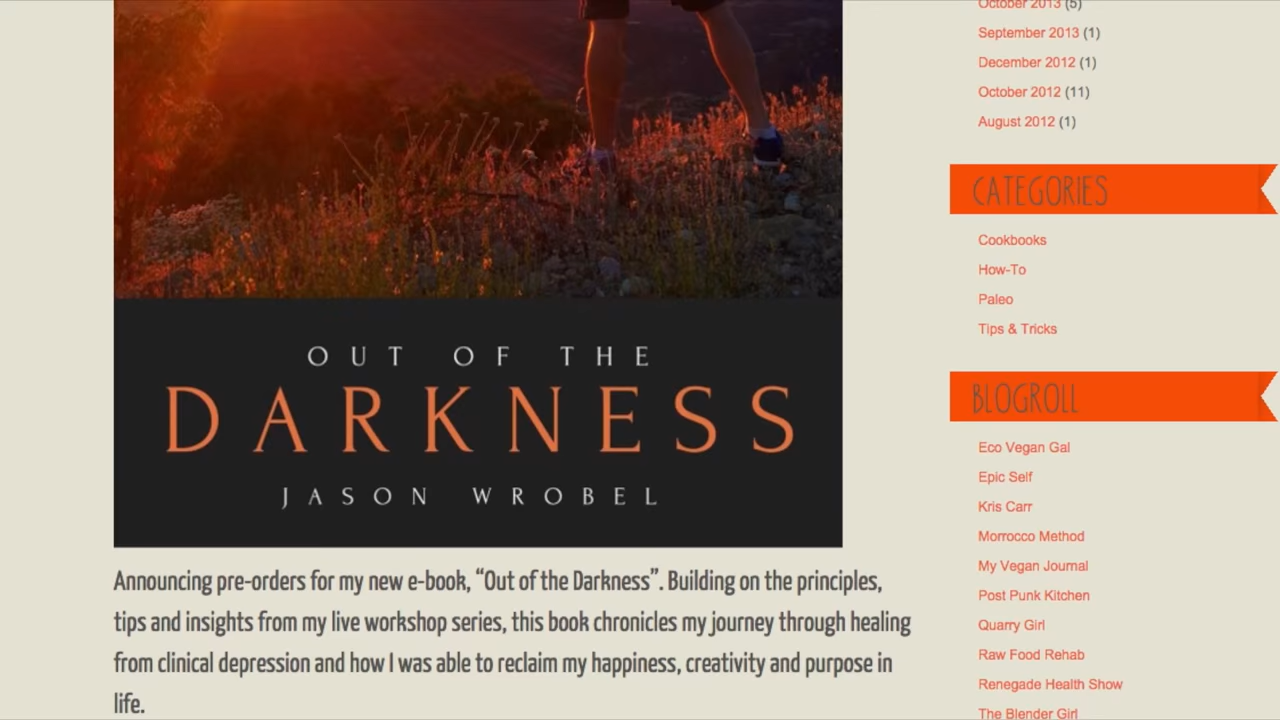 OUT OF THE
DARKNESS
JASON WROBEL
Announcing pre-orders for my new e-book, “Out of the Darkness”. Building on the principles,
tips and insights from my live workshop series, this book chronicles my journey through healing
from clinical depression and how I was able to reclaim my happiness, creativity and purpose in
life.
October 2013 (5)
September 2013 (1)
December 2012 (1)
October 2012 (11)
August 2012 (1)
CATEGORIES
Cookbooks
How-To
Paleo
Tips & Tricks
BLOGROLL
Eco Vegan Gal
Epic Self
Kris Carr
Morrocco Method
My Vegan Journal
Post Punk Kitchen
Quarry Girl
Raw Food Rehab
Renegade Health Show
The Blender Girl